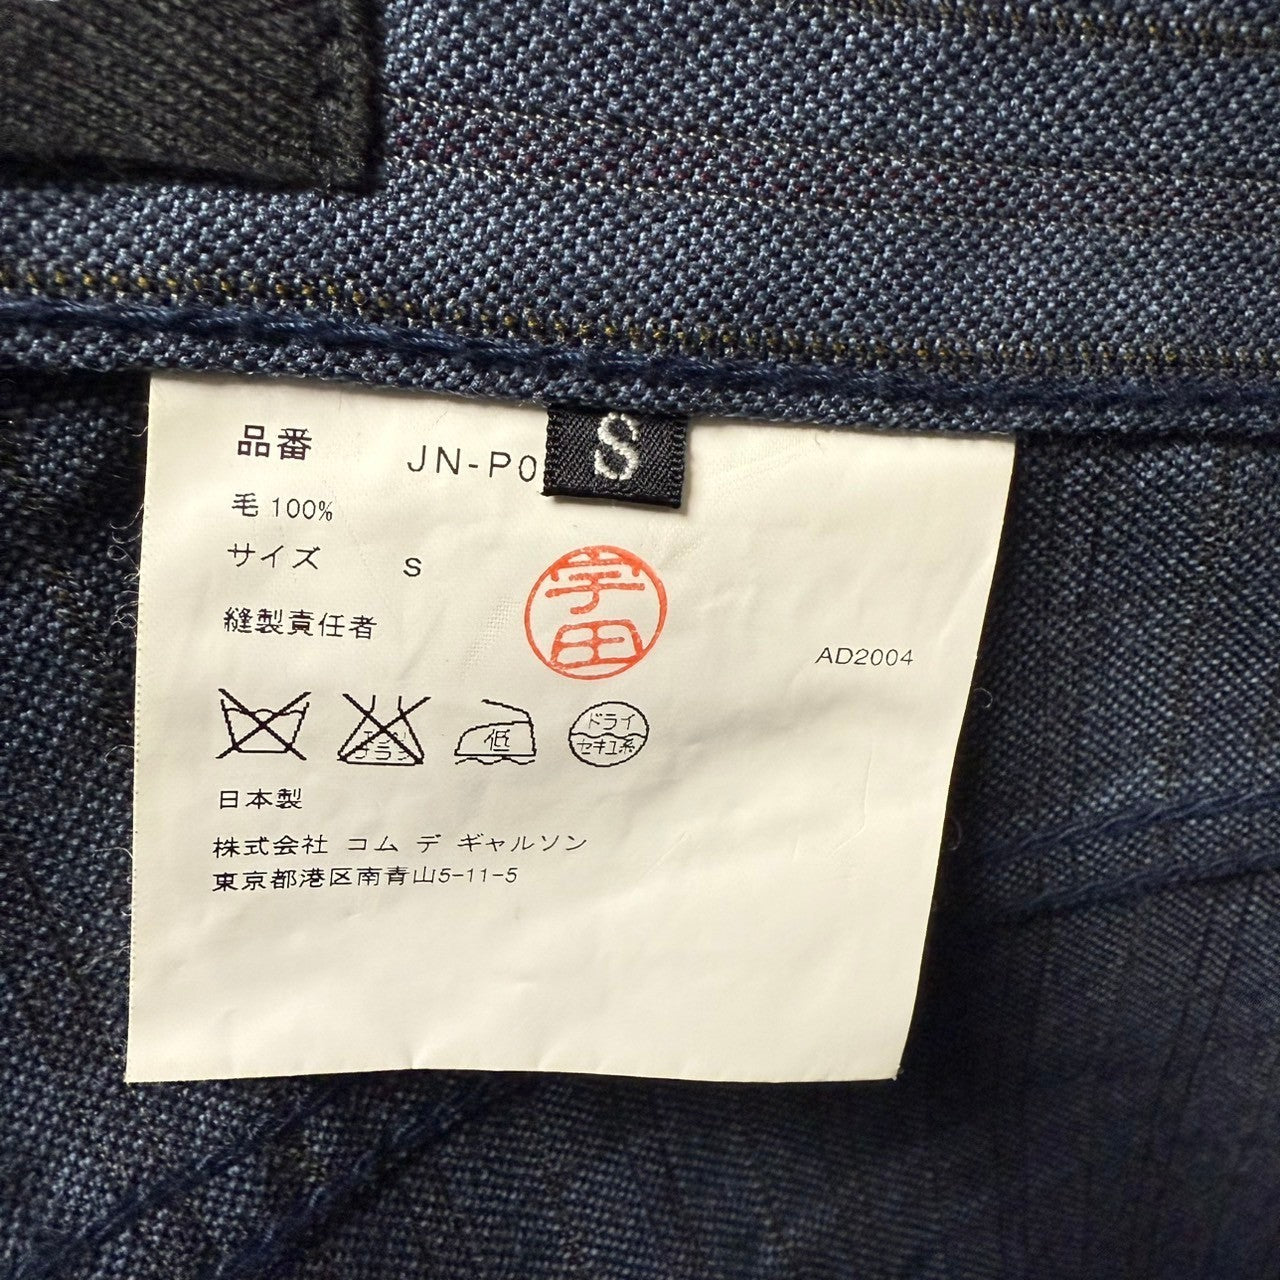 品番 JN-P0
S
毛 100%
サイズ S
縫製責任者
田
AD2004
低
ドライ
セキユ系
日本製
株式会社 コム デ ギャルソン
東京都港区南青山5-11-5